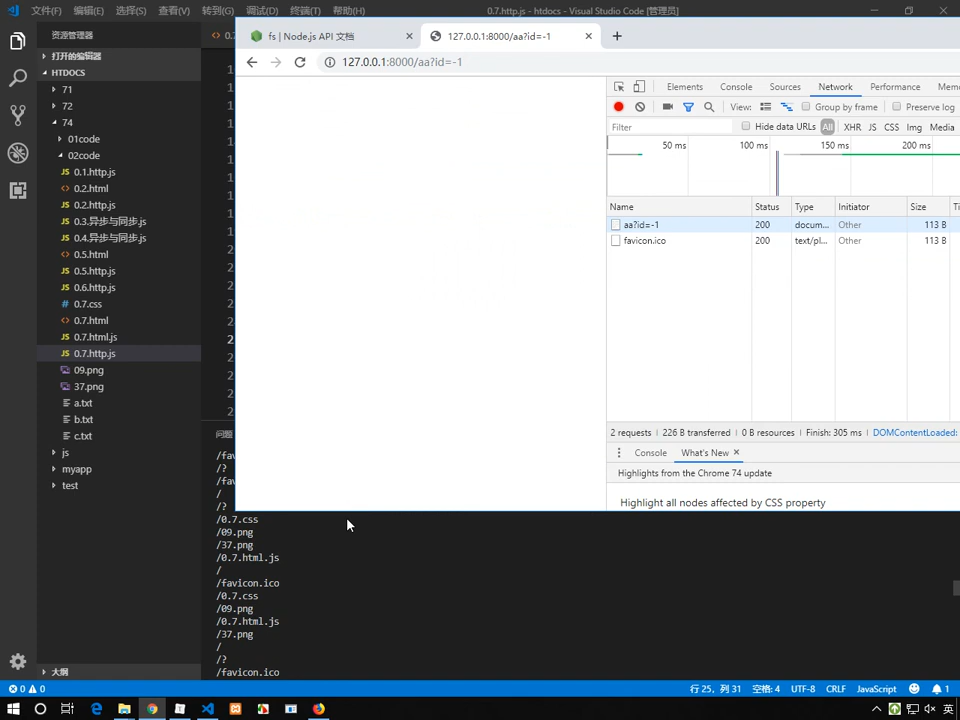 文件(F) 编辑(E) 选择(S) 查看(V) 转到(G) 调试(D) 终端(T) 帮助(H) 0.7.http.js - htdocs - Visual Studio Code [管理员]
资源管理器
打开的编辑器
HTDOCS
71
72
74
01code
02code
0.1.http.js
0.2.html
0.2.http.js
0.3.异步与同步.js
0.4.异步与同步.js
0.5.html
0.5.http.js
0.6.http.js
0.7.css
0.7.html
0.7.html.js
0.7.http.js
09.png
37.png
a.txt
b.txt
c.txt
js
myapp
test
大纲
fs | Node.js API 文档
127.0.0.1:8000/aa?id=-1
127.0.0.1:8000/aa?id=-1
Elements Console Sources Network Performance Mem
View: Group by frame Preserve log
Filter Hide data URLs All XHR JS CSS Img Media
50 ms 100 ms 150 ms 200 ms
Name Status Type Initiator Size Ti
aa?id=-1 200 docum... Other 113 B
favicon.ico 200 text/pl... Other 113 B
2 requests 226 B transferred 0 B resources Finish: 305 ms DOMContentLoaded:
Console What's New
Highlights from the Chrome 74 update
Highlight all nodes affected by CSS property
问题
/fav
/?
/fav
/
/?
/0.7.css
/09.png
/37.png
/0.7.html.js
/
/favicon.ico
/0.7.css
/09.png
/0.7.html.js
/37.png
/
/?
/favicon.ico
0 0 行 25，列 31 空格: 4 UTF-8 CRLF JavaScript 1
英